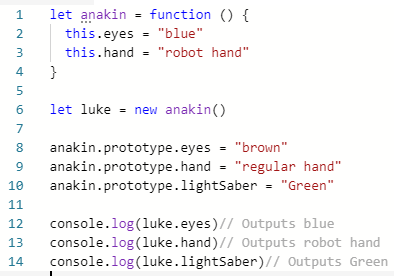 1 let anakin = function () {
2 this.eyes = "blue"
3 this.hand = "robot hand"
4 }
5
6 let luke = new anakin()
7
8 anakin.prototype.eyes = "brown"
9 anakin.prototype.hand = "regular hand"
10 anakin.prototype.lightSaber = "Green"
11
12 console.log(luke.eyes)// Outputs blue
13 console.log(luke.hand)// Outputs robot hand
14 console.log(luke.lightSaber)// Outputs Green